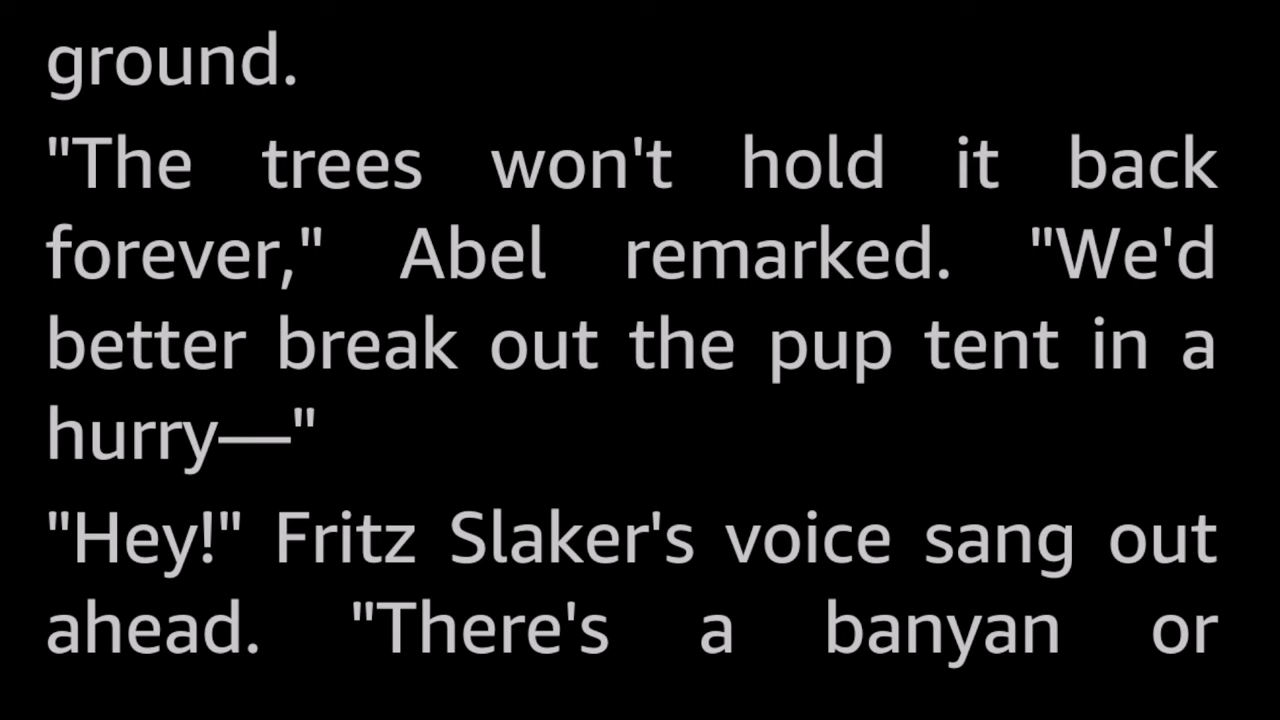 ground.
"The trees won't hold it back
forever," Abel remarked. "We'd
better break out the pup tent in a
hurry—"
"Hey!" Fritz Slaker's voice sang out
ahead. "There's a banyan or